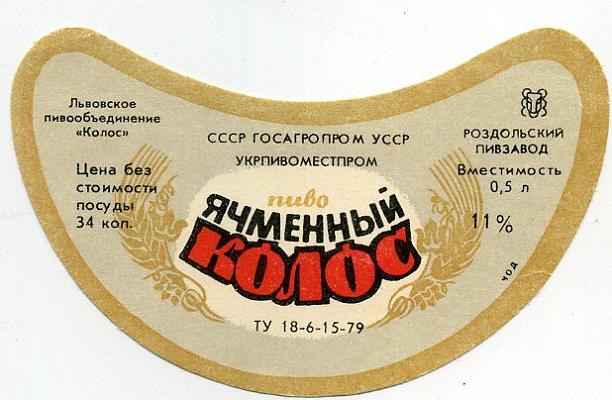 Львовское
пивообъединение
«Колос»
Цена без
стоимости
посуды
34 коп.
СССР ГОСАГРОПРОМ УССР
УКРПИВОМЕСТПРОМ
пиво
ЯЧМЕННЫЙ
КОЛОС
ТУ 18-6-15-79
РОЗДОЛЬСКИЙ
ПИВЗАВОД
Вместимость
0,5 л
11%
ЧОД